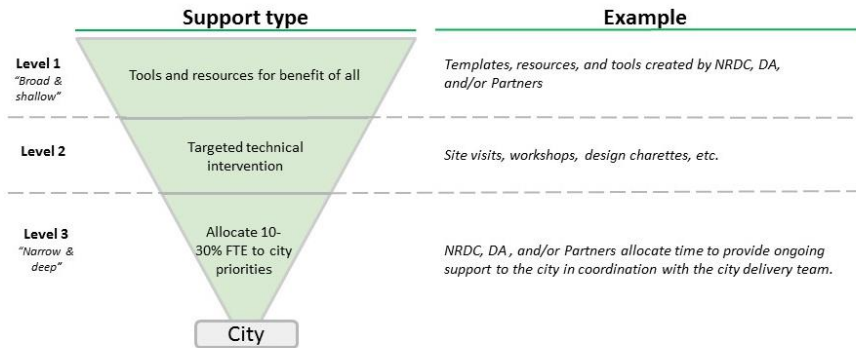 Support type
Example
Level 1
"Broad &
shallow"
Tools and resources for benefit of all
Templates, resources, and tools created by NRDC, DA,
and/or Partners
Level 2
Targeted technical
intervention
Site visits, workshops, design charettes, etc.
Level 3
"Narrow &
deep"
Allocate 10-
30% FTE to city
priorities
NRDC, DA , and/or Partners allocate time to provide ongoing
support to the city in coordination with the city delivery team.
City